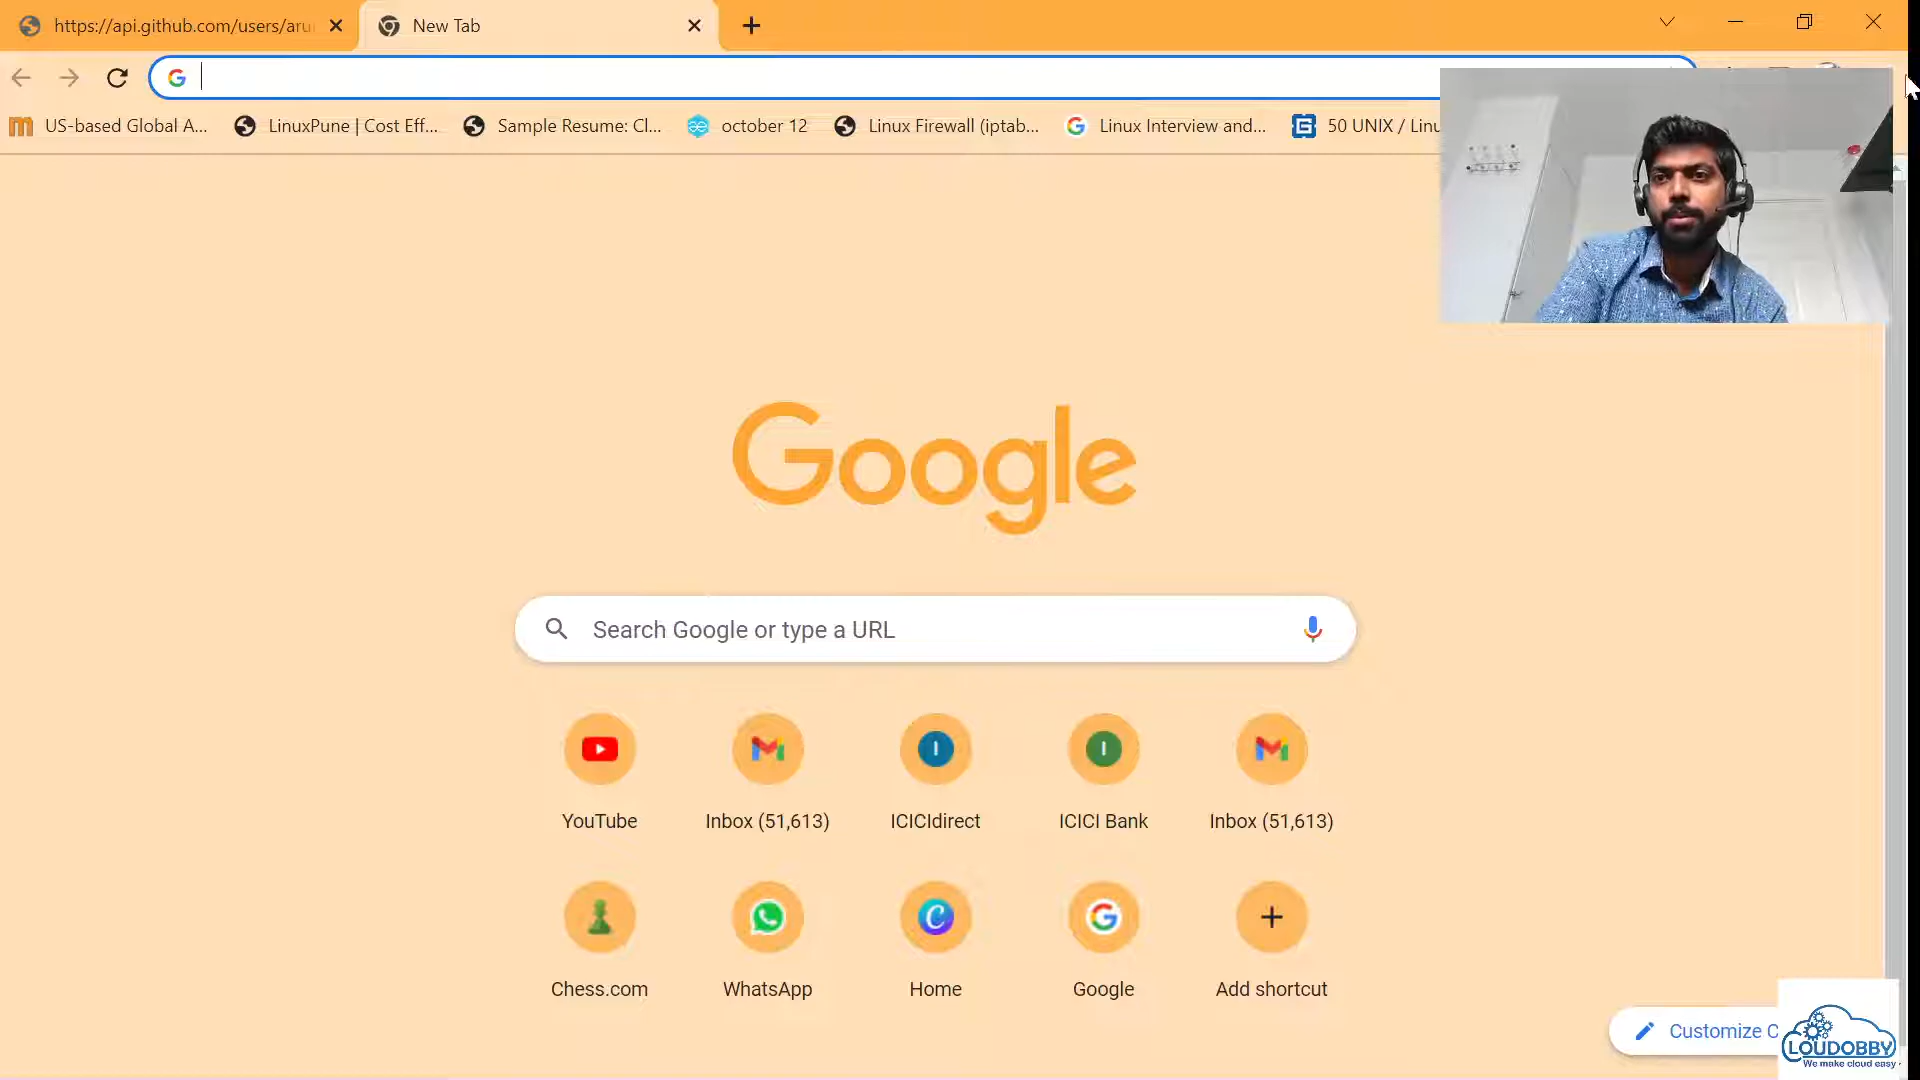 https://api.github.com/users/aru
New Tab
US-based Global A...
LinuxPune | Cost Eff...
Sample Resume: Cl...
october 12
Linux Firewall (iptab...
Linux Interview and...
50 UNIX / Linu
Google
Search Google or type a URL
YouTube
Inbox (51,613)
ICICIdirect
ICICI Bank
Inbox (51,613)
Chess.com
WhatsApp
Home
Google
Add shortcut
Customize C
LOUDOBBY
We make cloud easy